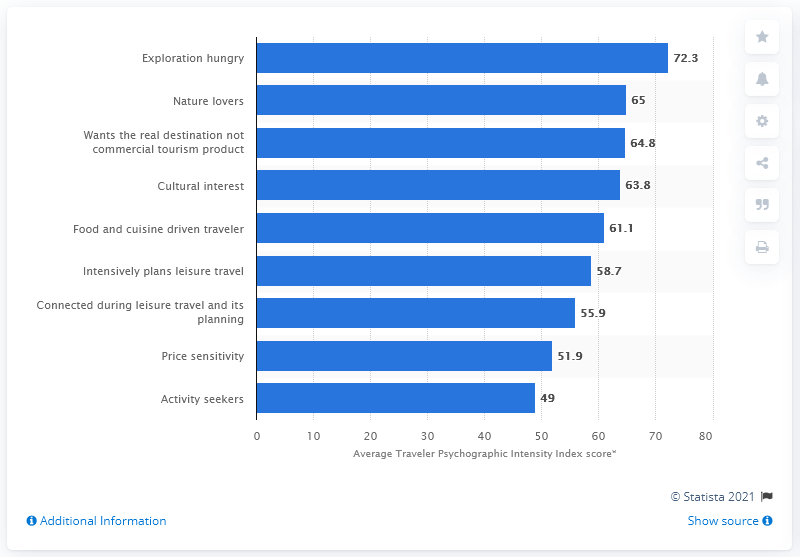 Exploration hungry 72.3
Nature lovers 65
Wants the real destination not
commercial tourism product 64.8
Cultural interest 63.8
Food and cuisine driven traveler 61.1
Intensively plans leisure travel 58.7
Connected during leisure travel and its
planning 55.9
Price sensitivity 51.9
Activity seekers 49
0 10 20 30 40 50 60 70 80
Average Traveler Psychographic Intensity Index score*
© Statista 2021
Additional Information Show source